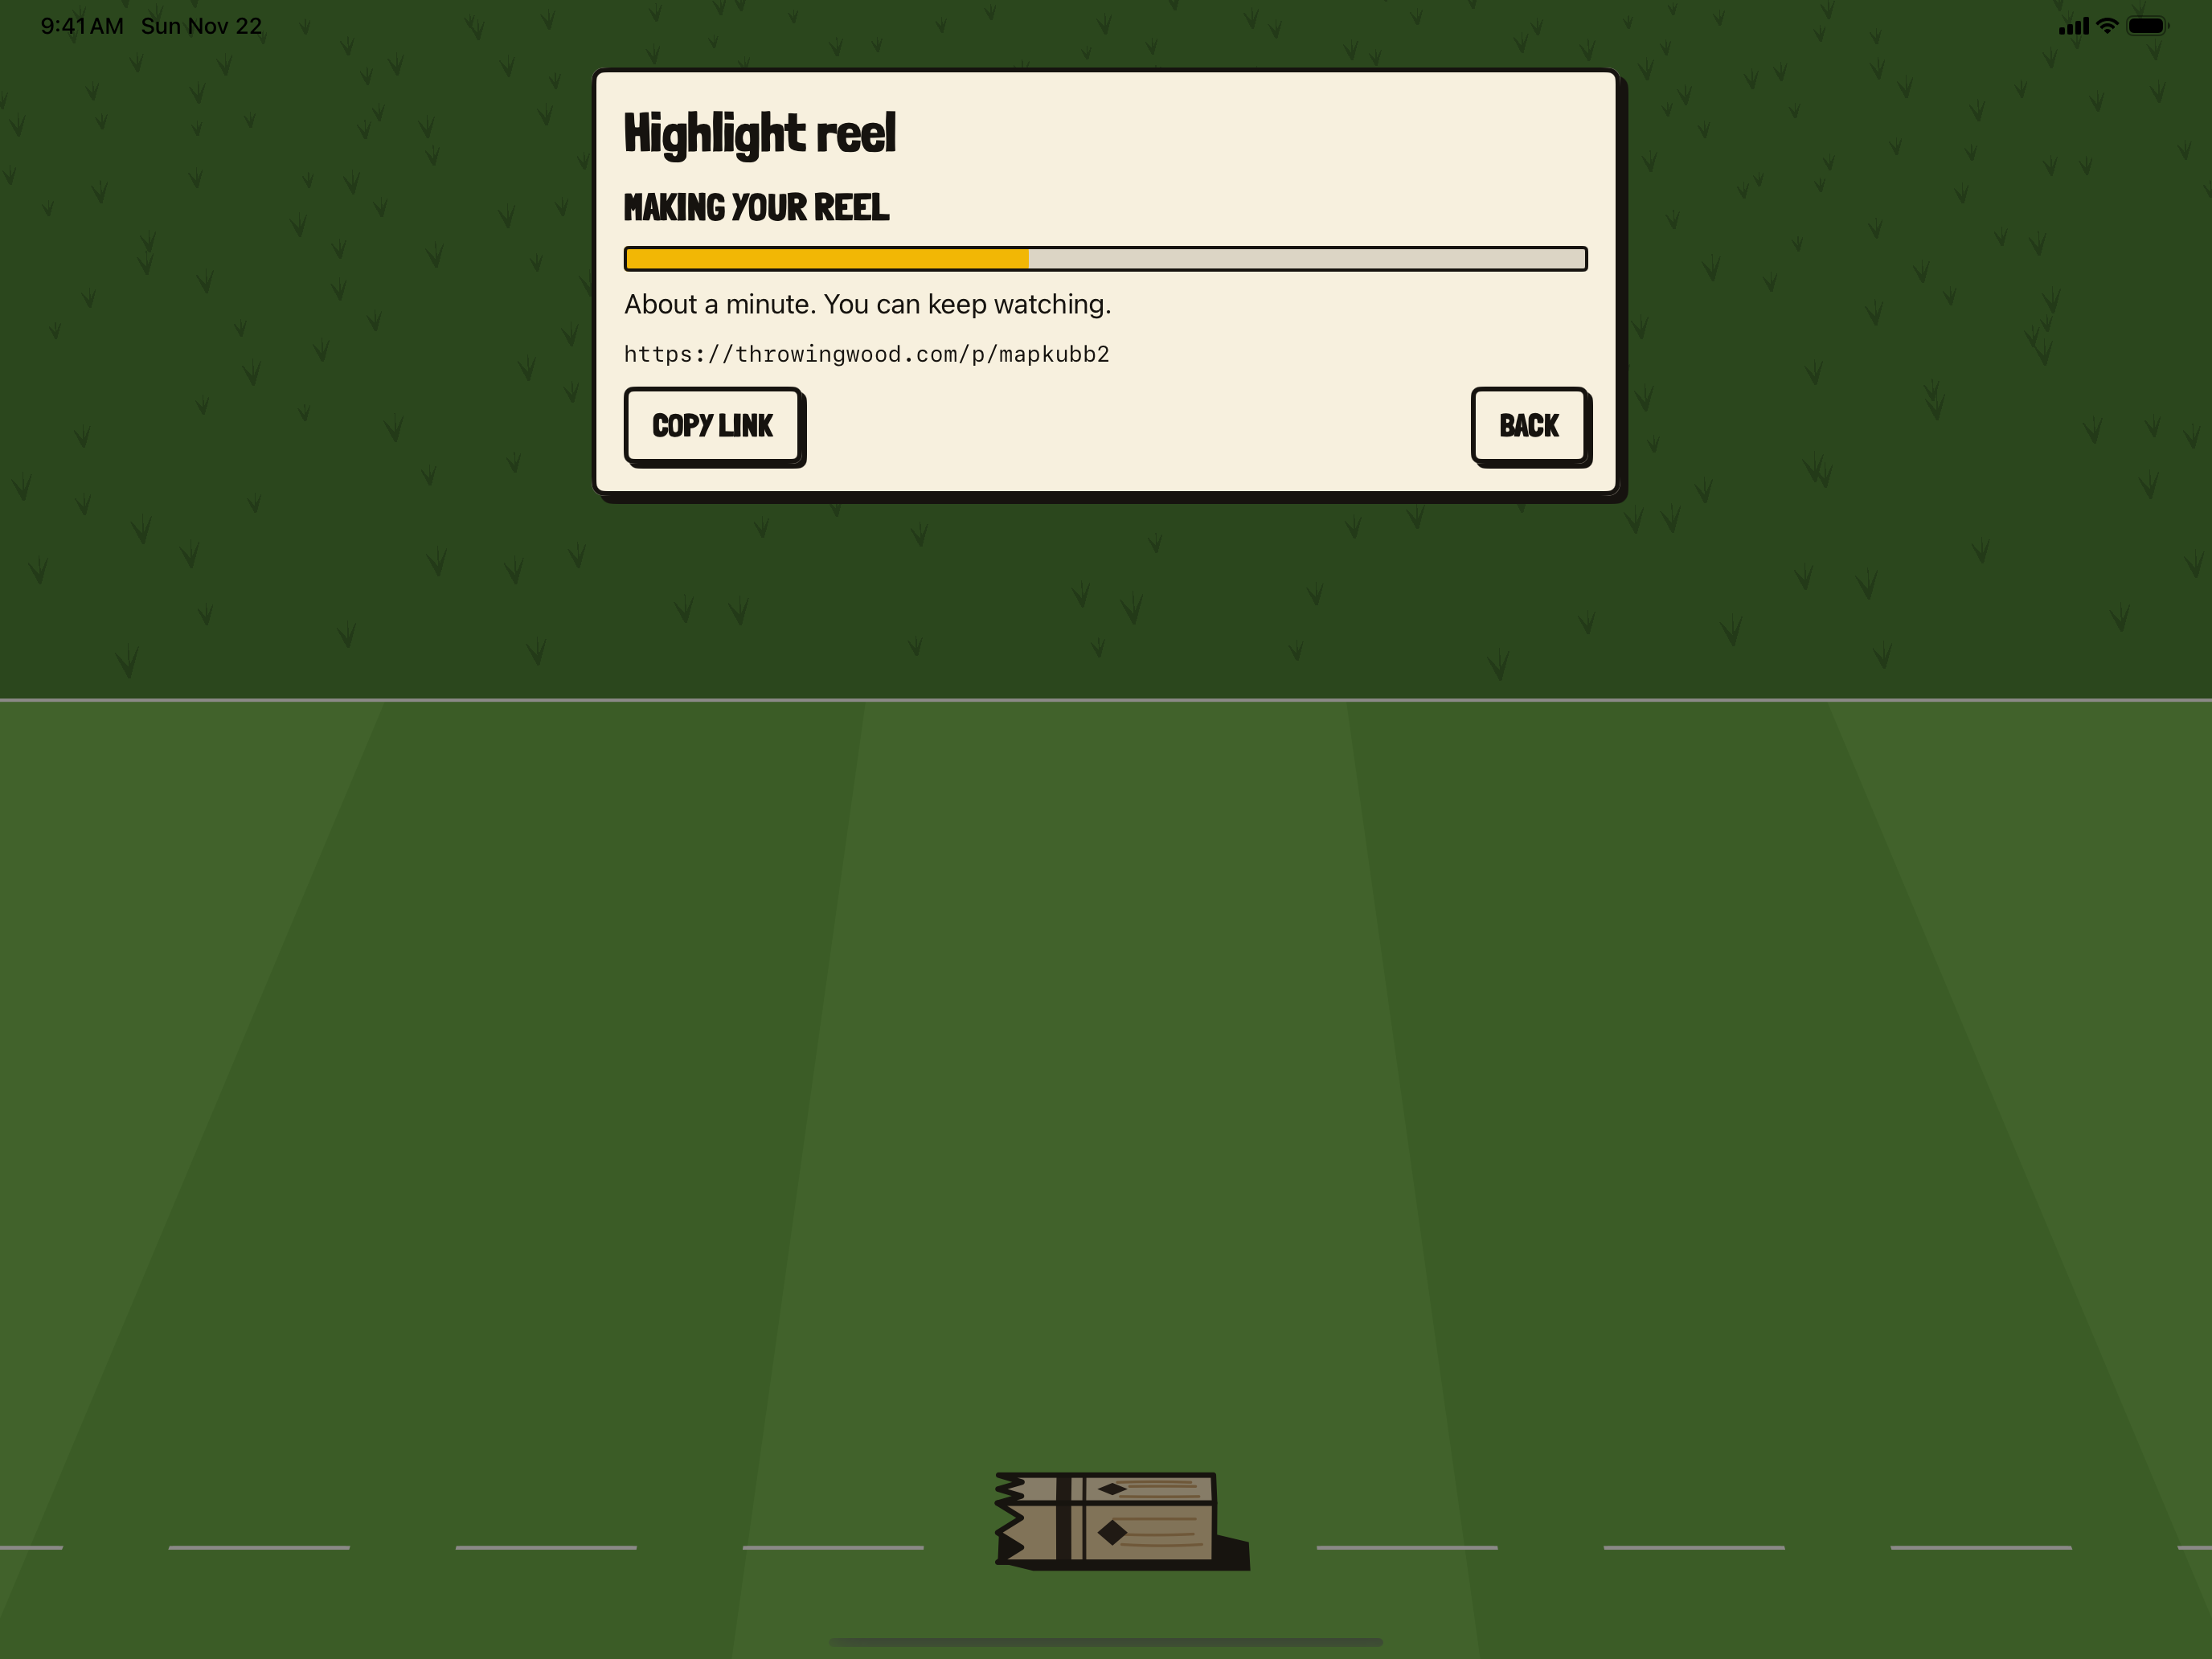 9:41 AM Sun Nov 22
Highlight reel
MAKING YOUR REEL
About a minute. You can keep watching.
https://throwingwood.com/p/mapkubb2
COPY LINK
BACK